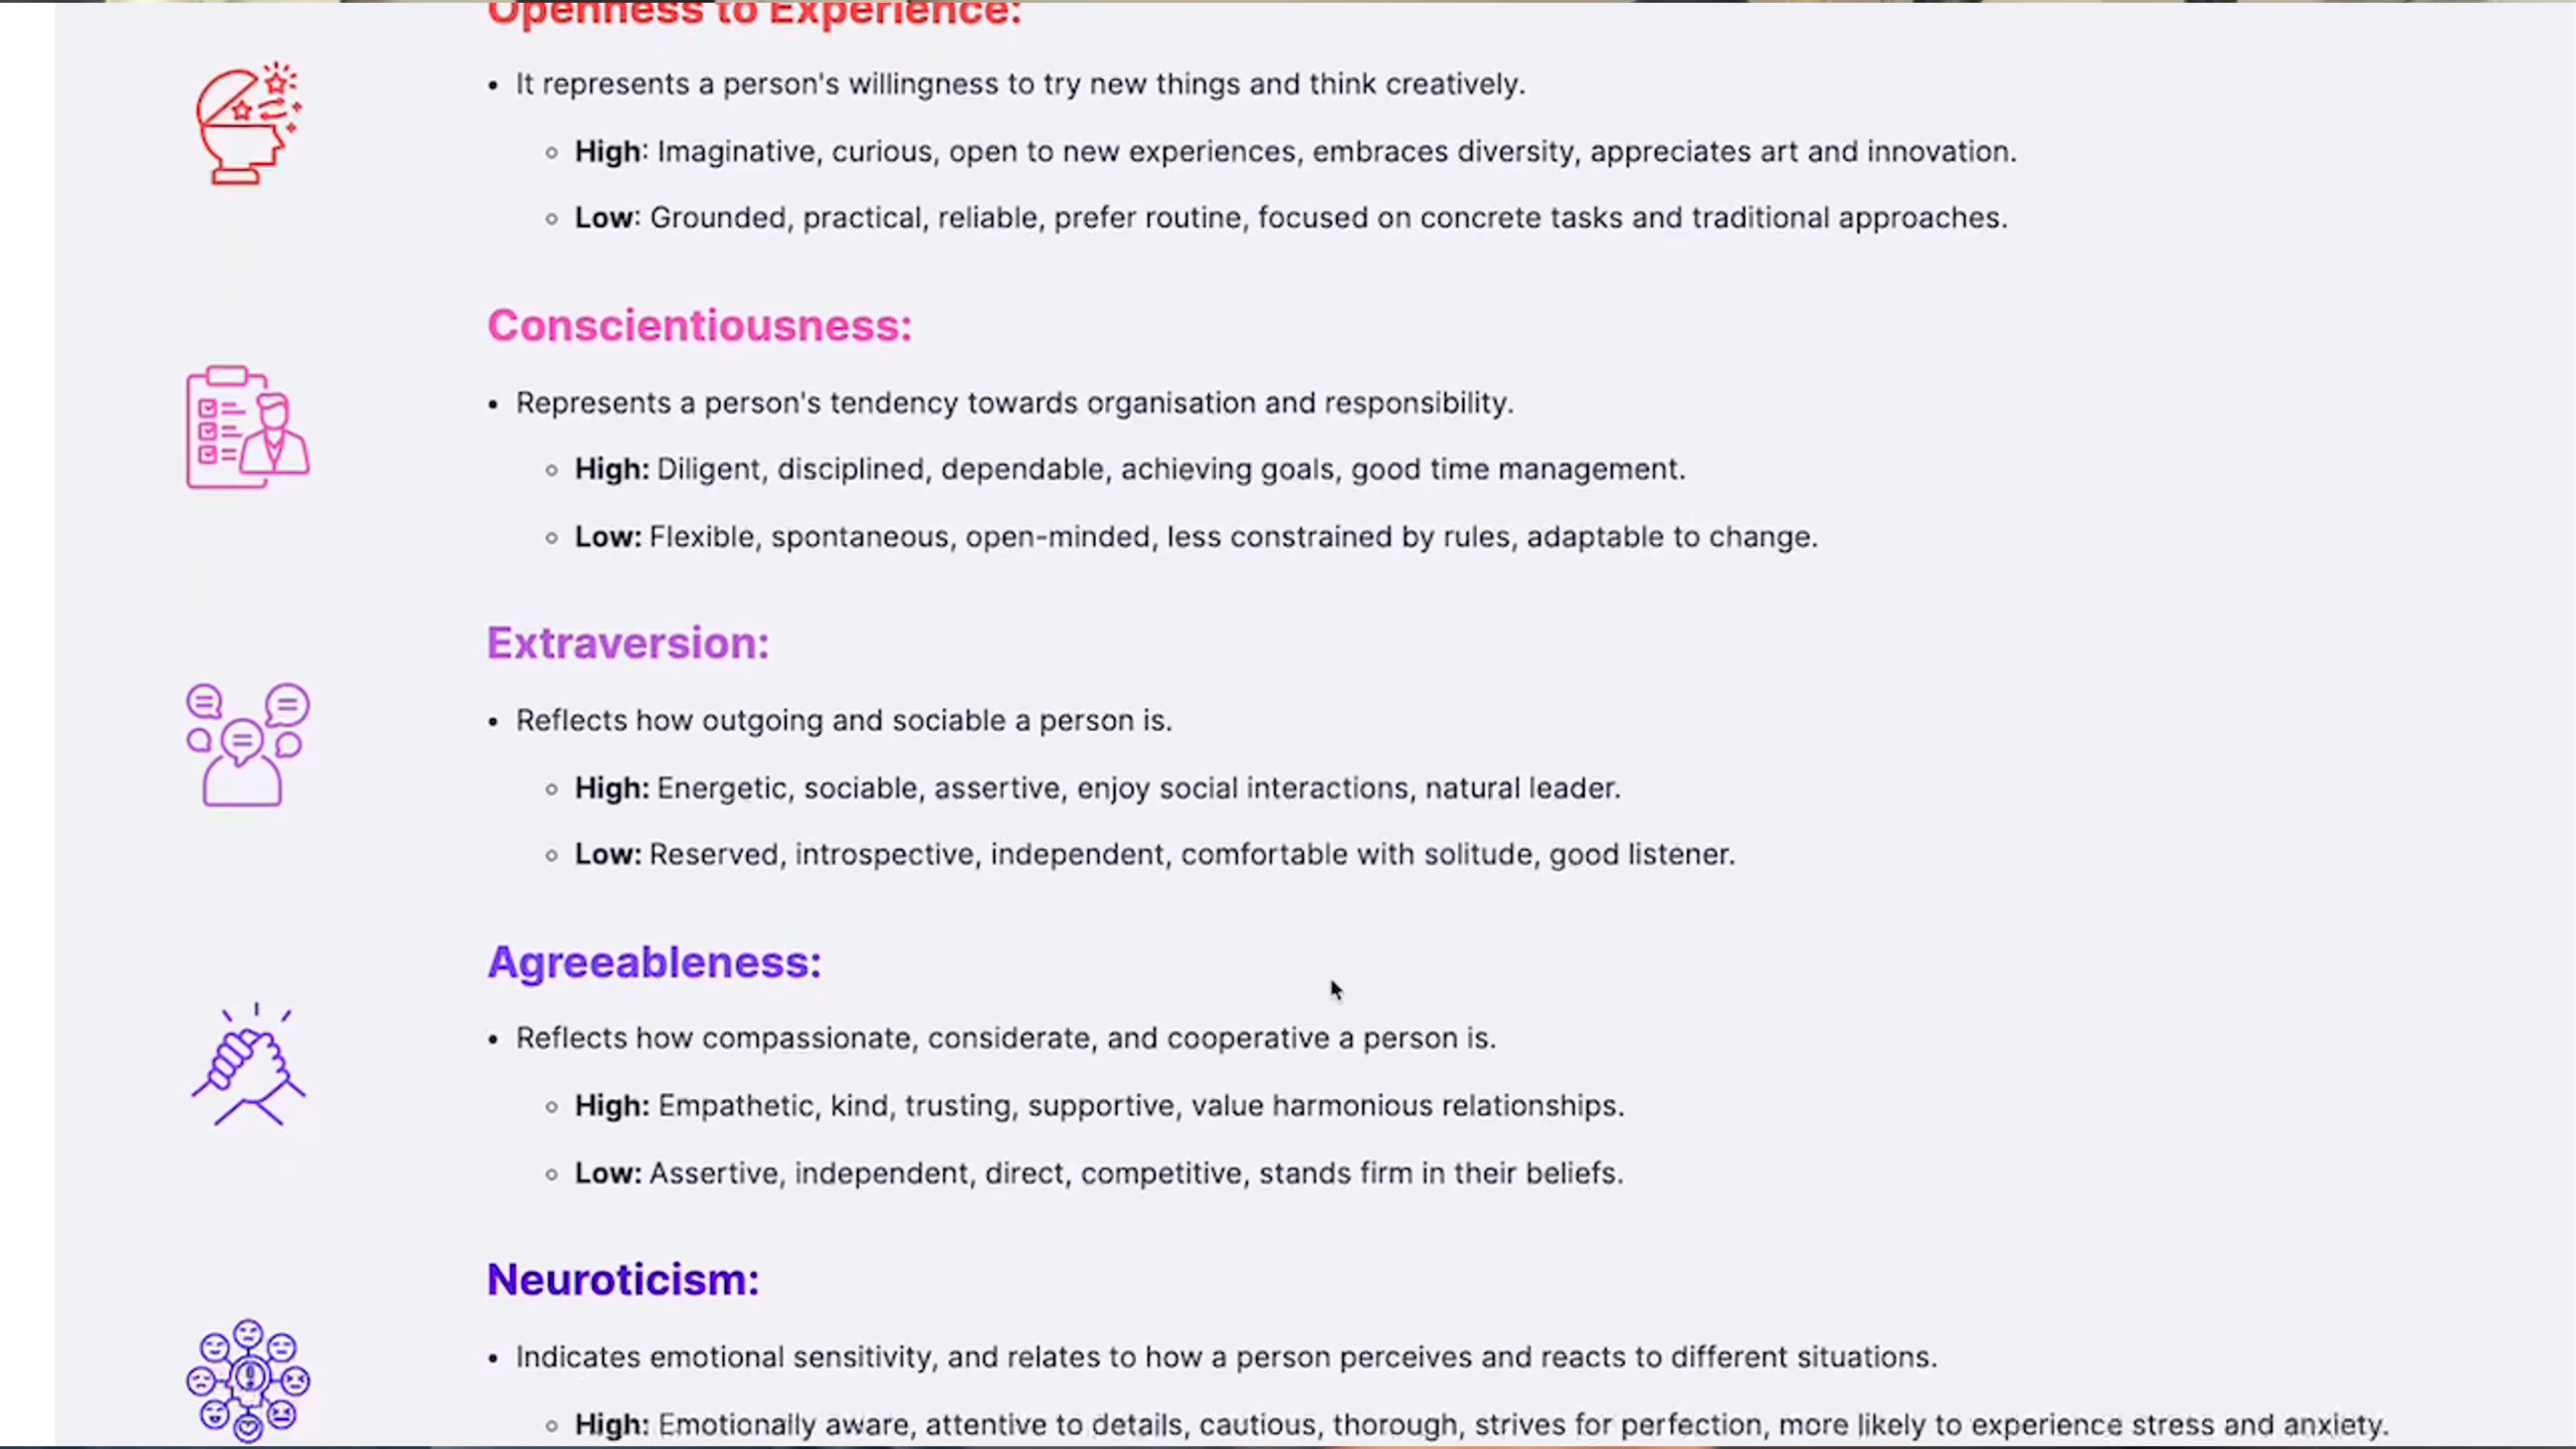 Openness to Experience:
• It represents a person's willingness to try new things and think creatively.
◦ High: Imaginative, curious, open to new experiences, embraces diversity, appreciates art and innovation.
◦ Low: Grounded, practical, reliable, prefer routine, focused on concrete tasks and traditional approaches.
Conscientiousness:
• Represents a person's tendency towards organisation and responsibility.
◦ High: Diligent, disciplined, dependable, achieving goals, good time management.
◦ Low: Flexible, spontaneous, open-minded, less constrained by rules, adaptable to change.
Extraversion:
• Reflects how outgoing and sociable a person is.
◦ High: Energetic, sociable, assertive, enjoy social interactions, natural leader.
◦ Low: Reserved, introspective, independent, comfortable with solitude, good listener.
Agreeableness:
• Reflects how compassionate, considerate, and cooperative a person is.
◦ High: Empathetic, kind, trusting, supportive, value harmonious relationships.
◦ Low: Assertive, independent, direct, competitive, stands firm in their beliefs.
Neuroticism:
• Indicates emotional sensitivity, and relates to how a person perceives and reacts to different situations.
◦ High: Emotionally aware, attentive to details, cautious, thorough, strives for perfection, more likely to experience stress and anxiety.